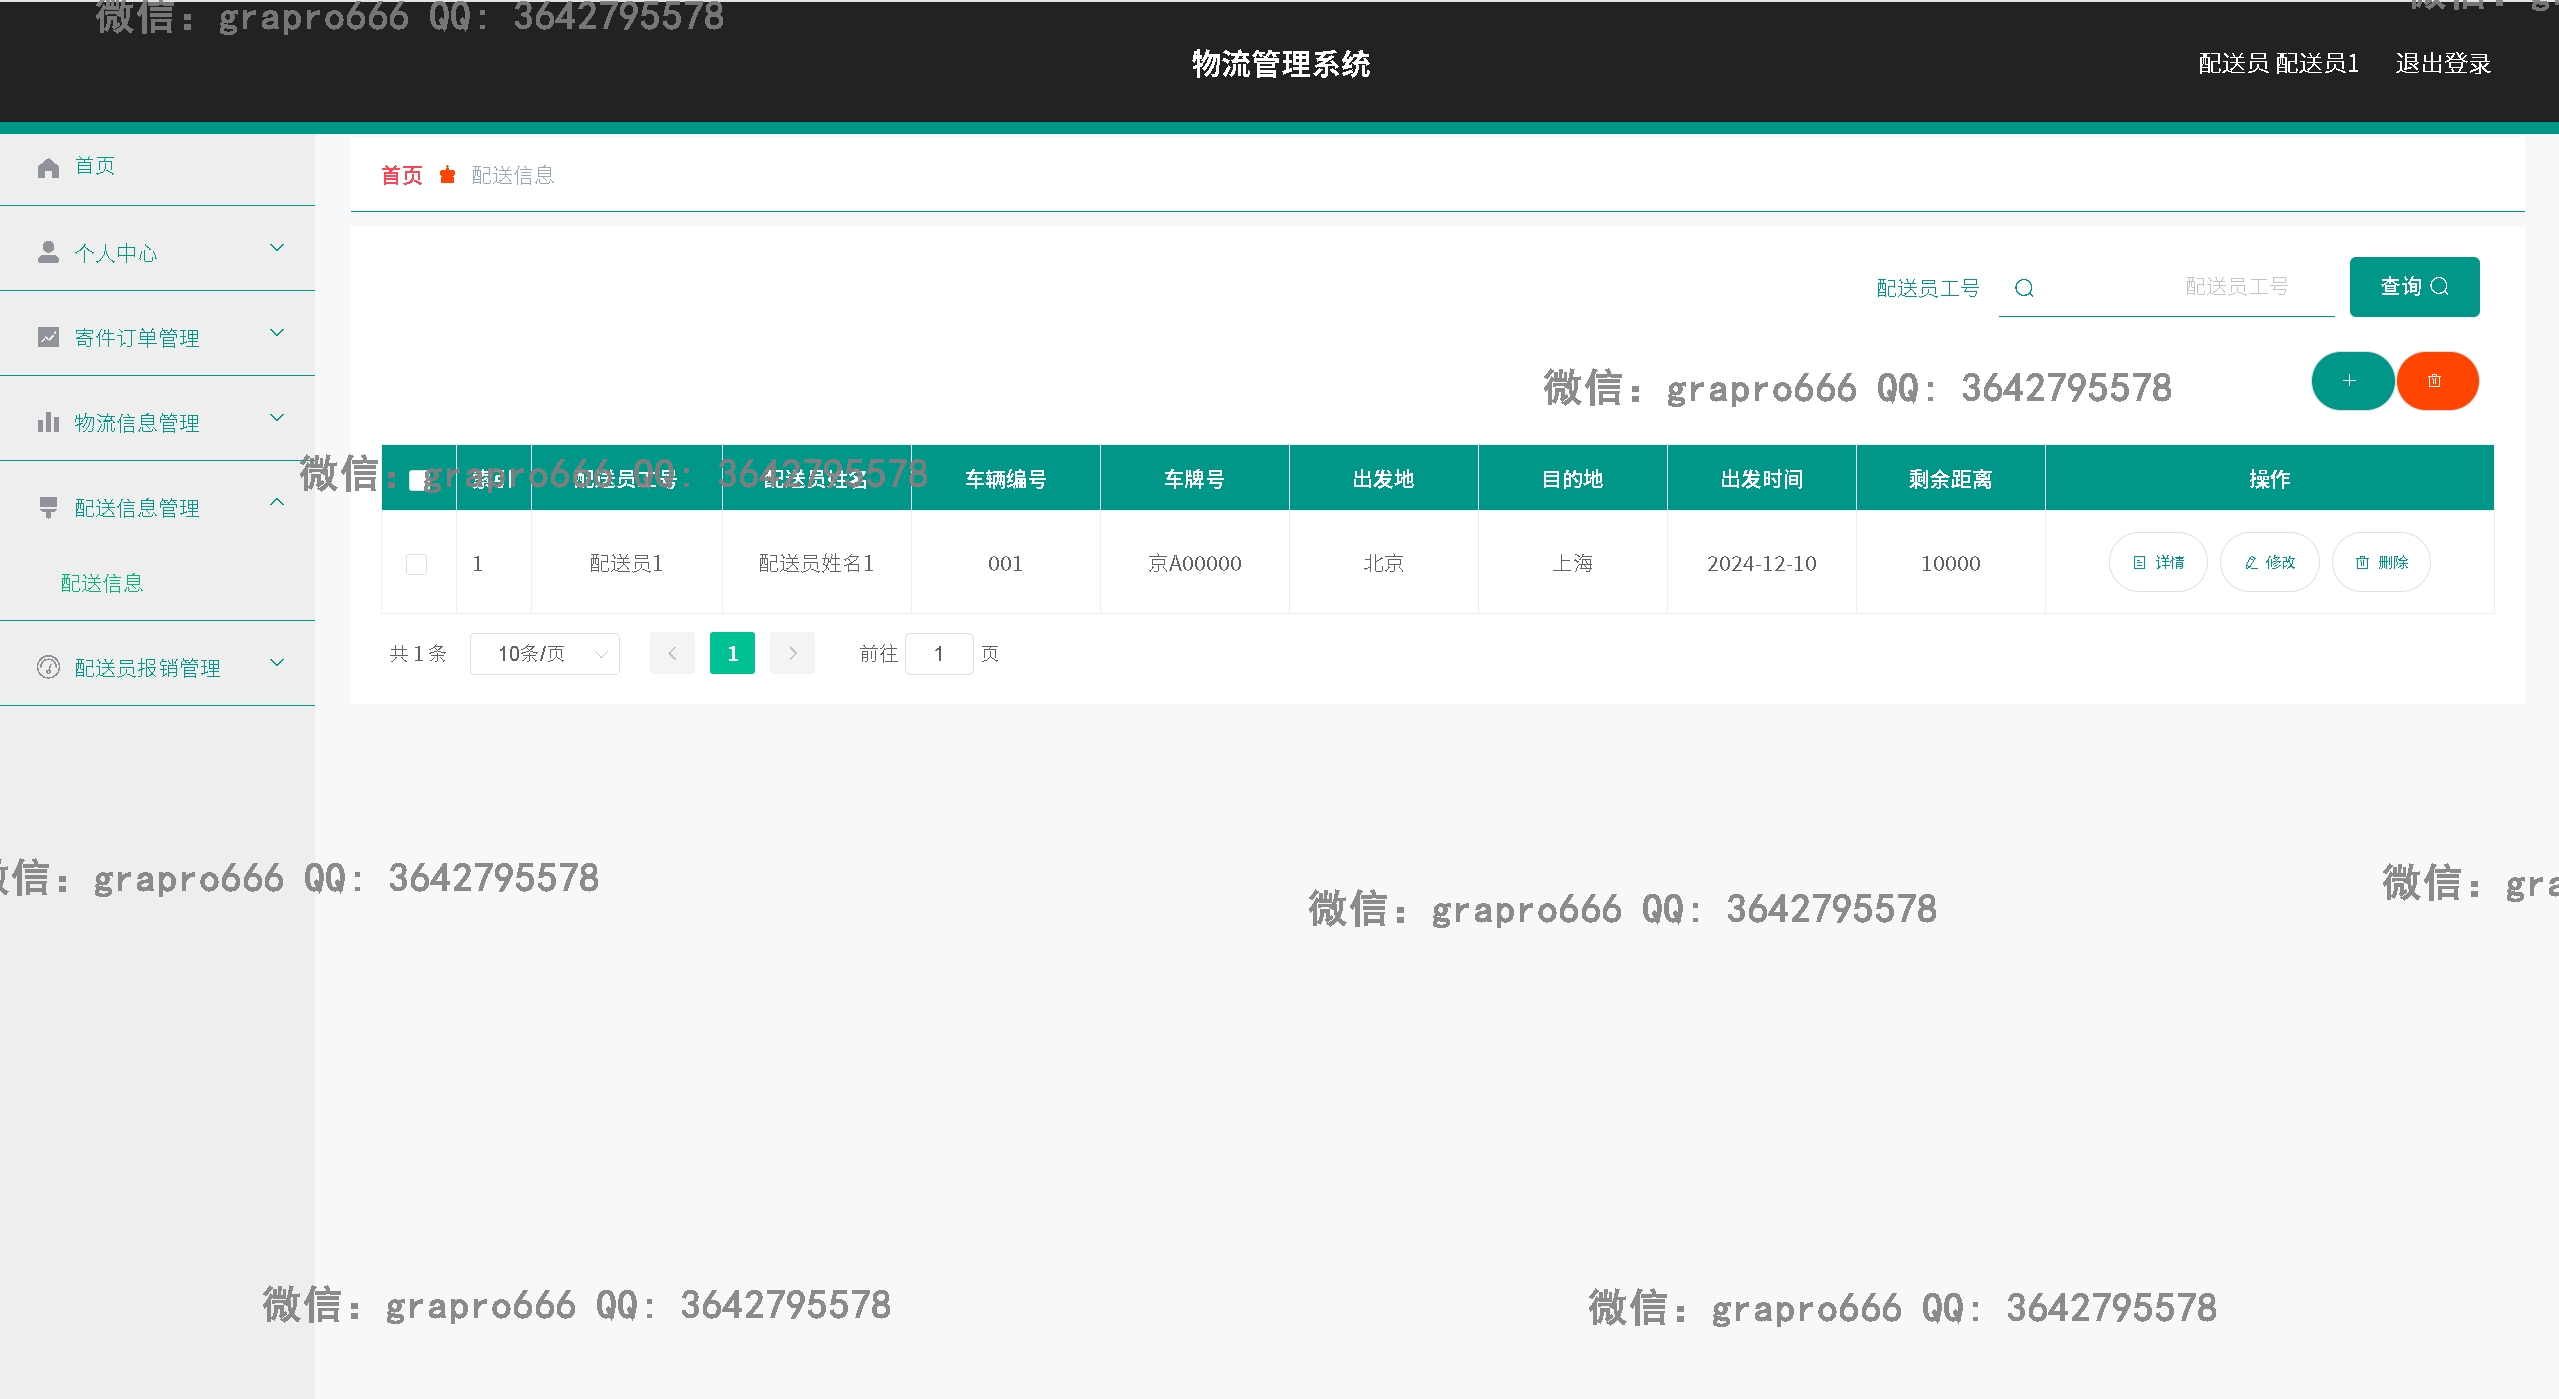 微信：grapro666 QQ: 3642795578
物流管理系统
配送员 配送员1 退出登录
首页
个人中心
寄件订单管理
物流信息管理
配送信息管理
配送信息
配送员报销管理
首页 配送信息
配送员工号 配送员工号 查询
微信：grapro666 QQ: 3642795578
微信：grapro666 QQ: 3642795578
索引 配送员工号 配送员姓名 车辆编号 车牌号 出发地 目的地 出发时间 剩余距离 操作
1 配送员1 配送员姓名1 001 京A00000 北京 上海 2024-12-10 10000 详情 修改 删除
共 1 条 10条/页 1 前往 1 页
微信：grapro666 QQ: 3642795578
微信：grapro666 QQ: 3642795578
微信：gra
微信：grapro666 QQ: 3642795578
微信：grapro666 QQ: 3642795578